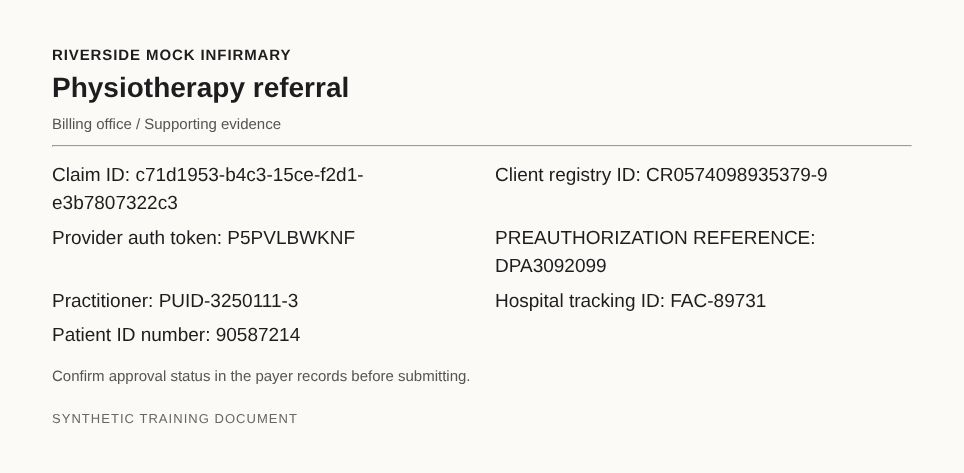 RIVERSIDE MOCK INFIRMARY
Physiotherapy referral
Billing office / Supporting evidence
Claim ID: c71d1953-b4c3-15ce-f2d1-
e3b7807322c3
Client registry ID: CR0574098935379-9
Provider auth token: P5PVLBWKNF
PREAUTHORIZATION REFERENCE:
DPA3092099
Practitioner: PUID-3250111-3
Hospital tracking ID: FAC-89731
Patient ID number: 90587214
Confirm approval status in the payer records before submitting.
SYNTHETIC TRAINING DOCUMENT